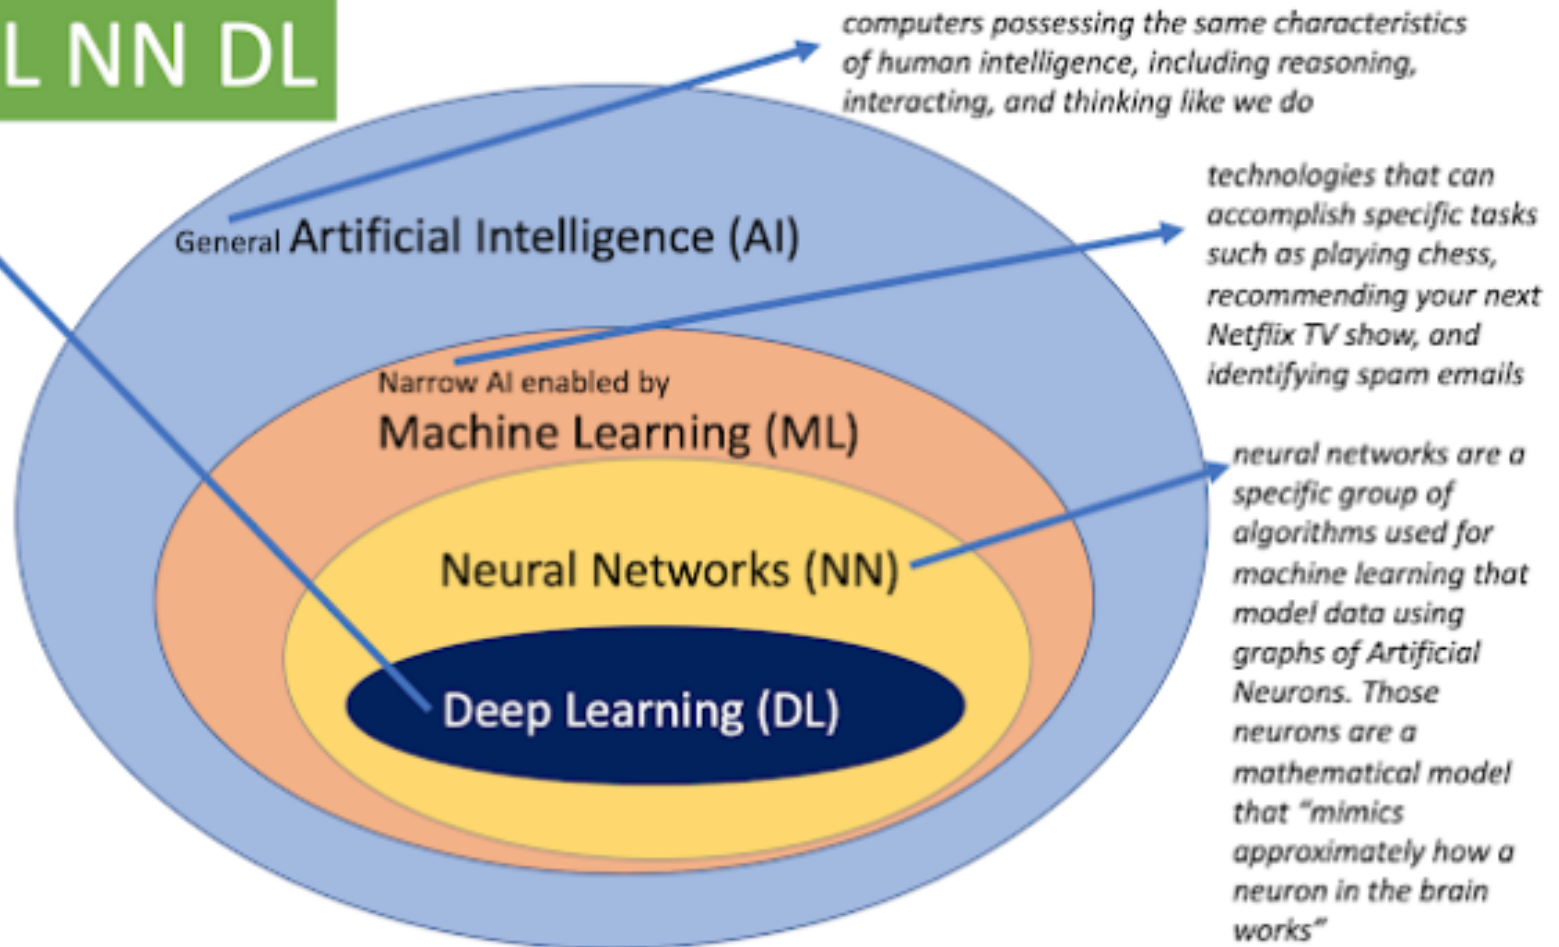 L NN DL
computers possessing the same characteristics
of human intelligence, including reasoning,
interacting, and thinking like we do
General Artificial Intelligence (AI)
technologies that can
accomplish specific tasks
such as playing chess,
recommending your next
Netflix TV show, and
identifying spam emails
Narrow AI enabled by
Machine Learning (ML)
neural networks are a
specific group of
algorithms used for
machine learning that
model data using
graphs of Artificial
Neurons. Those
neurons are a
mathematical model
that “mimics
approximately how a
neuron in the brain
works”
Neural Networks (NN)
Deep Learning (DL)